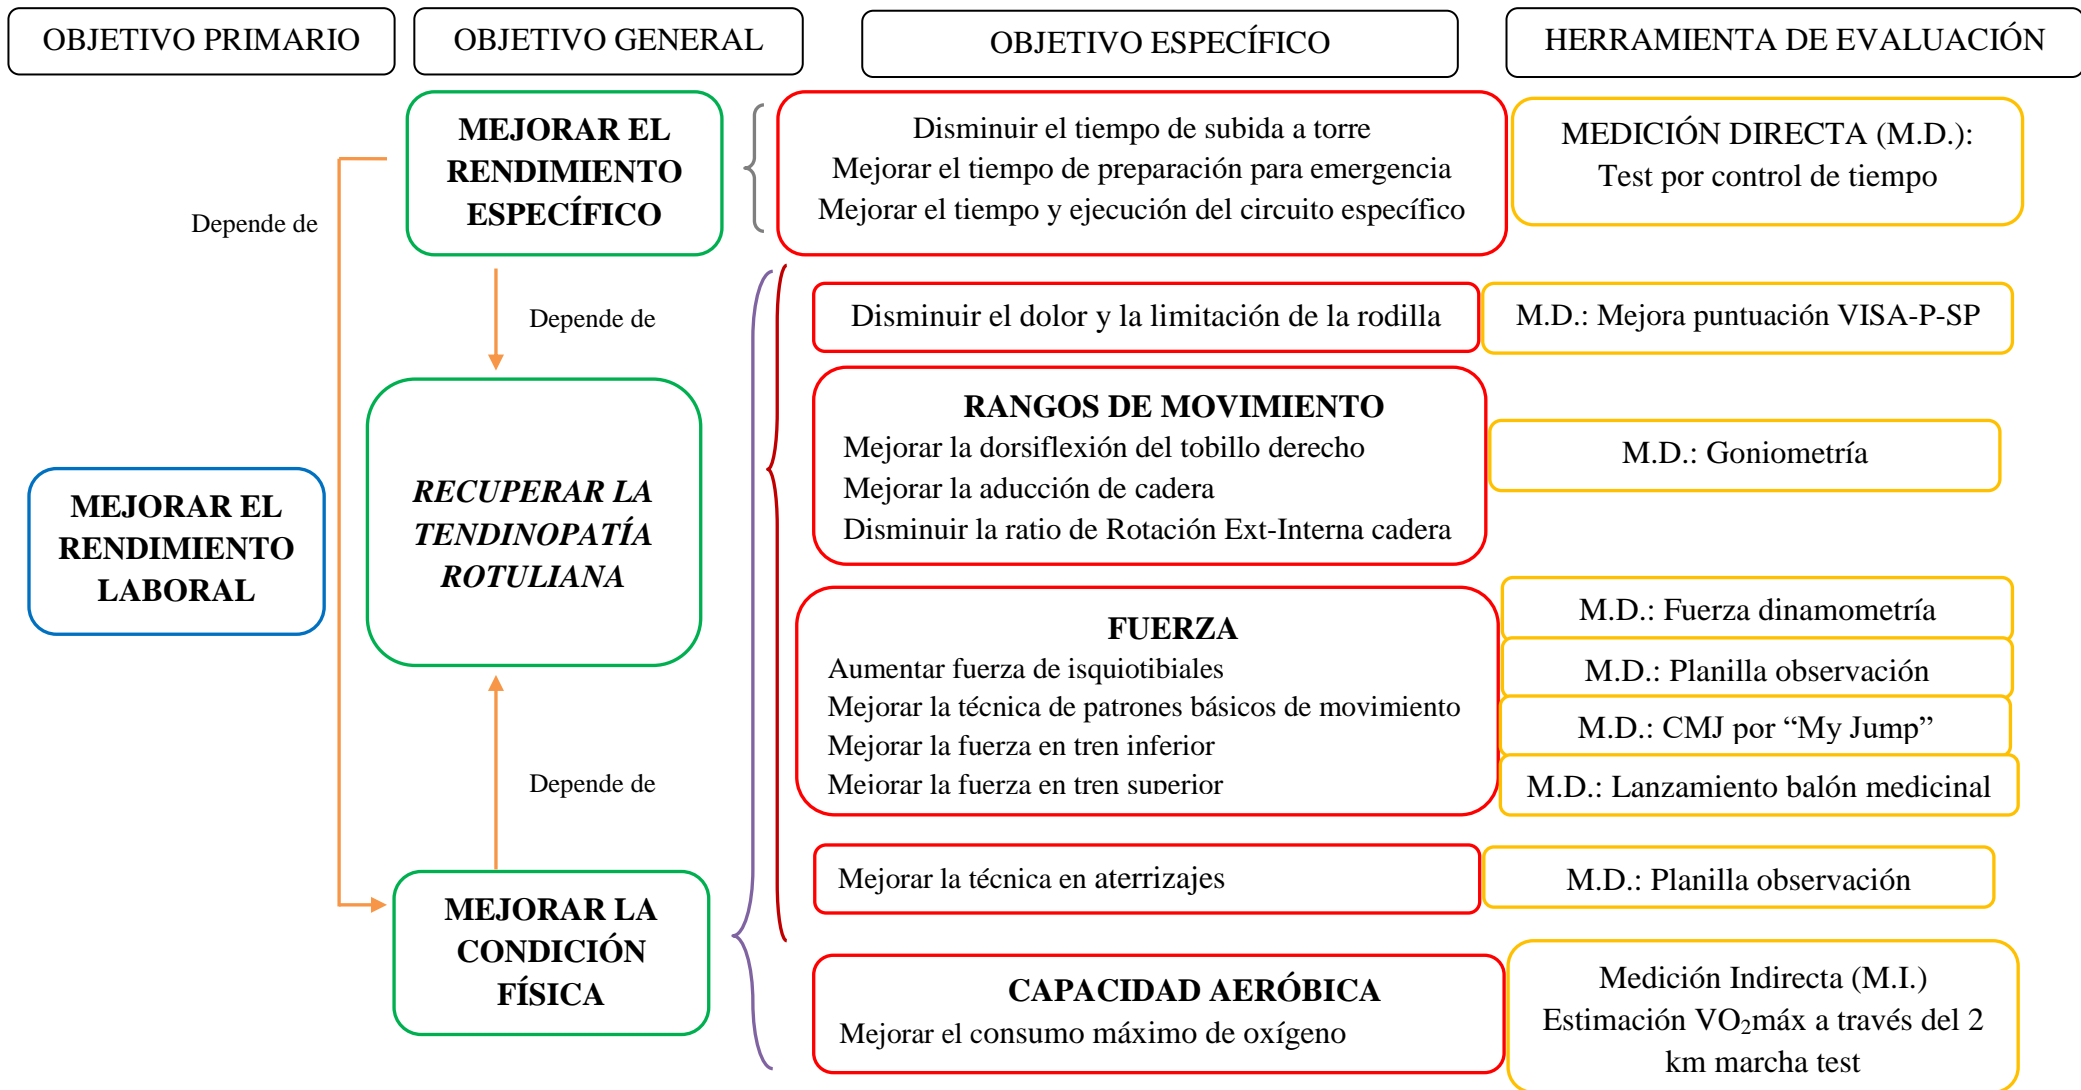 OBJETIVO PRIMARIO
OBJETIVO GENERAL
OBJETIVO ESPECÍFICO
HERRAMIENTA DE EVALUACIÓN
MEJORAR EL
RENDIMIENTO
LABORAL
Depende de
MEJORAR EL
RENDIMIENTO
ESPECÍFICO
Depende de
RECUPERAR LA
TENDINOPATÍA
ROTULIANA
Depende de
MEJORAR LA
CONDICIÓN
FÍSICA
Disminuir el tiempo de subida a torre
Mejorar el tiempo de preparación para emergencia
Mejorar el tiempo y ejecución del circuito específico
MEDICIÓN DIRECTA (M.D.):
Test por control de tiempo
Disminuir el dolor y la limitación de la rodilla
M.D.: Mejora puntuación VISA-P-SP
RANGOS DE MOVIMIENTO
Mejorar la dorsiflexión del tobillo derecho
Mejorar la aducción de cadera
Disminuir la ratio de Rotación Ext-Interna cadera
M.D.: Goniometría
FUERZA
Aumentar fuerza de isquiotibiales
Mejorar la técnica de patrones básicos de movimiento
Mejorar la fuerza en tren inferior
Mejorar la fuerza en tren superior
M.D.: Fuerza dinamometría
M.D.: Planilla observación
M.D.: CMJ por “My Jump”
M.D.: Lanzamiento balón medicinal
Mejorar la técnica en aterrizajes
M.D.: Planilla observación
CAPACIDAD AERÓBICA
Mejorar el consumo máximo de oxígeno
Medición Indirecta (M.I.)
Estimación VO₂máx a través del 2
km marcha test